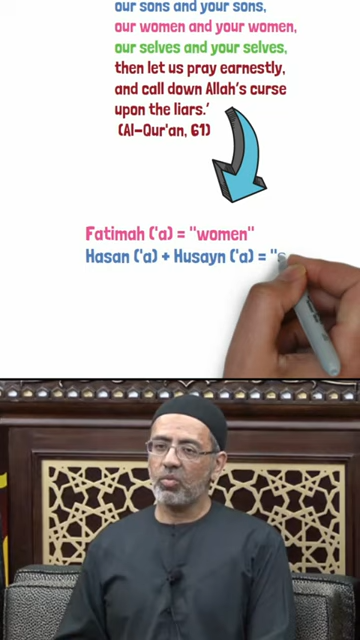 our sons and your sons,
our women and your women,
our selves and your selves,
then let us pray earnestly,
and call down Allah's curse
upon the liars.'
(Al-Qur'an, 61)
Fatimah ('a) = "women"
Hasan ('a) + Husayn ('a) = "s